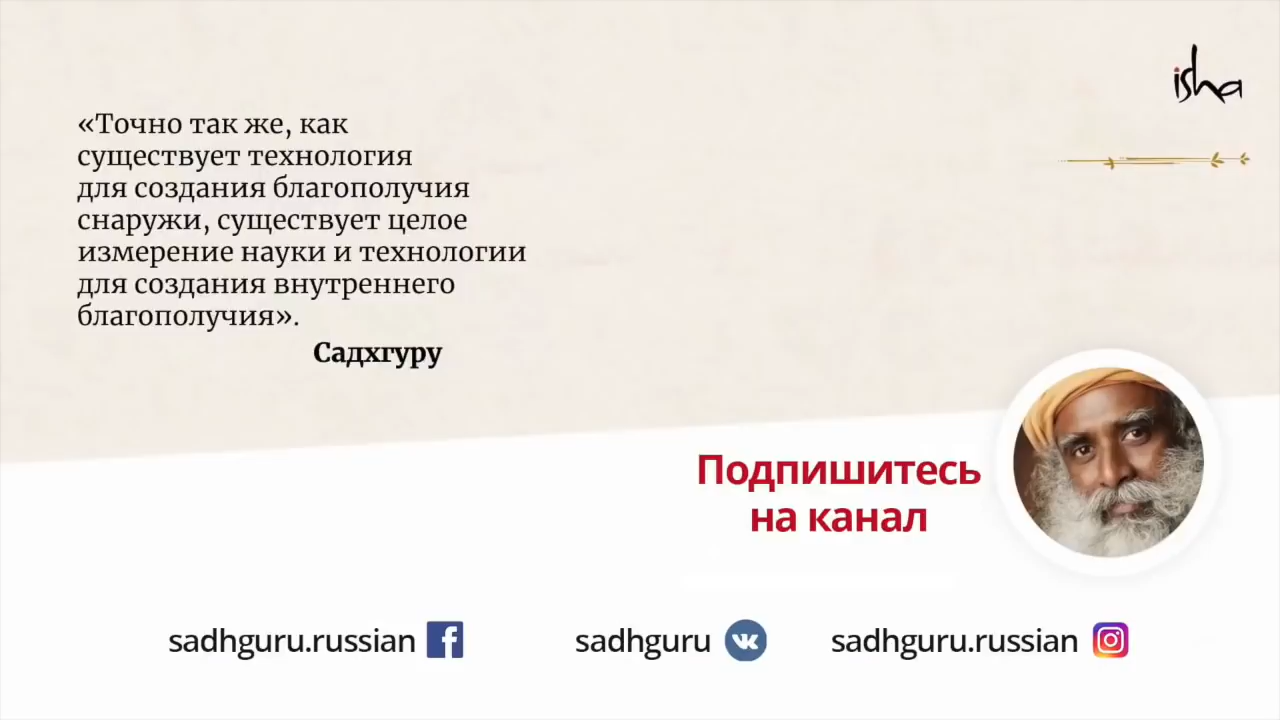 isha
«Точно так же, как
существует технология
для создания благополучия
снаружи, существует целое
измерение науки и технологии
для создания внутреннего
благополучия».
Садхгуру
Подпишитесь
на канал
sadhguru.russian
sadhguru
sadhguru.russian